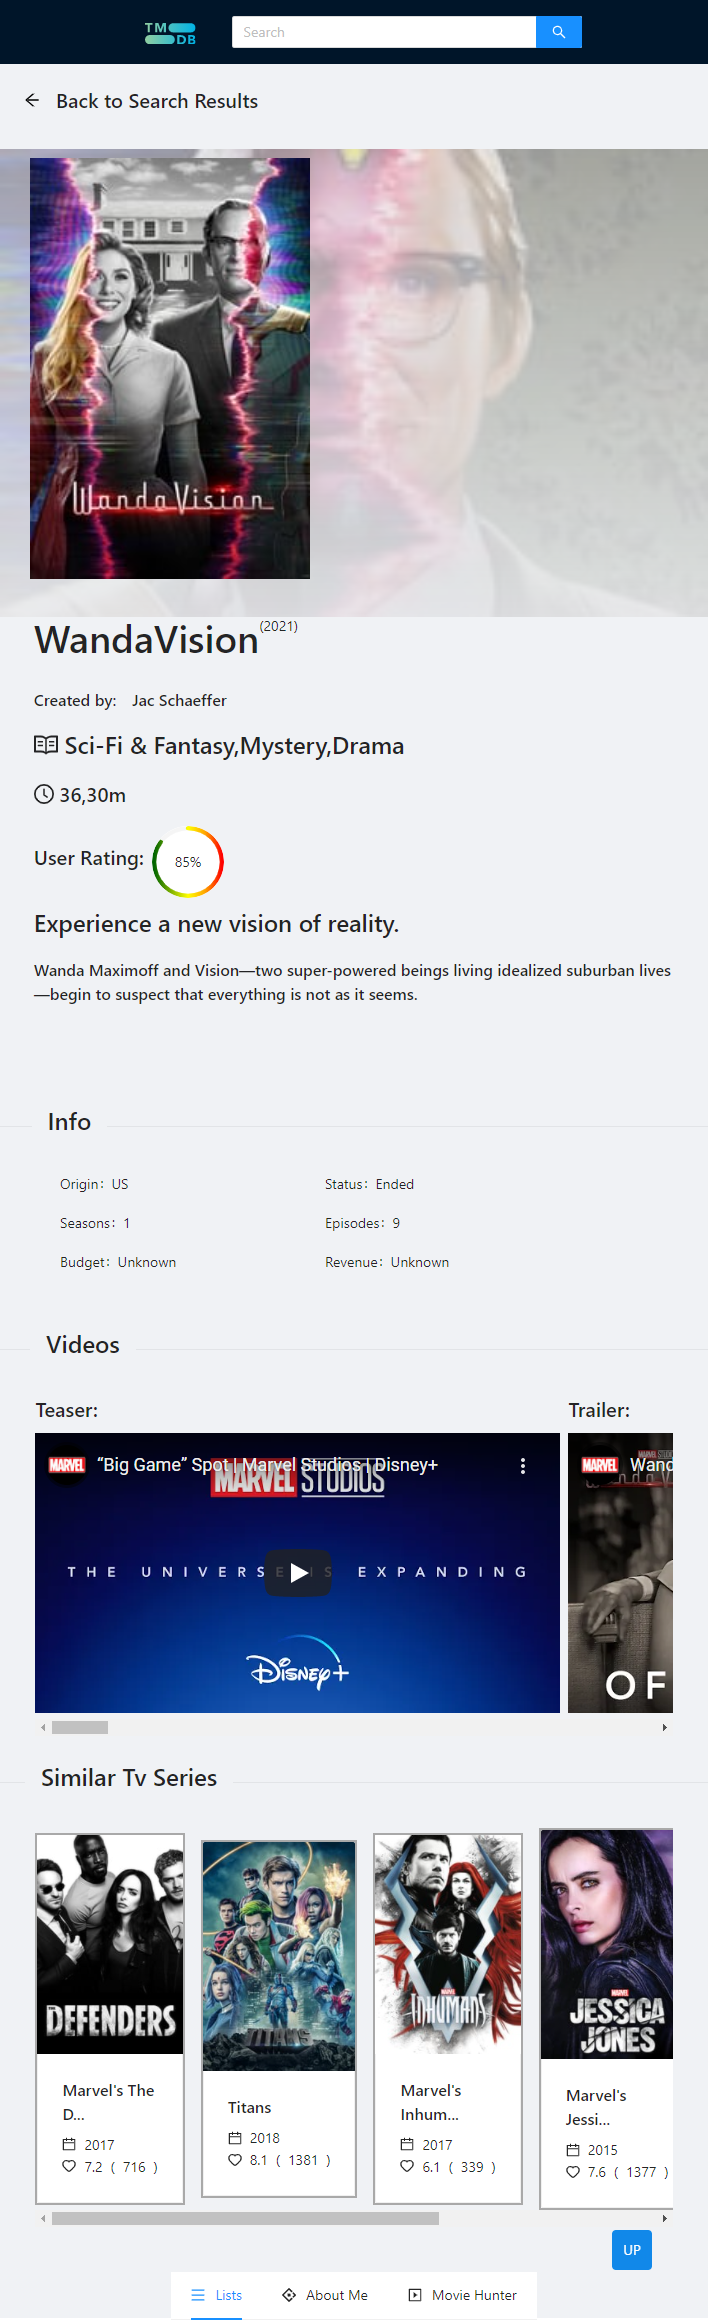 TM
DB
Search
Back to Search Results
WandaVision
WandaVision (2021)
Created by: Jac Schaeffer
Sci-Fi & Fantasy,Mystery,Drama
36,30m
User Rating: 85%
Experience a new vision of reality.
Wanda Maximoff and Vision—two super-powered beings living idealized suburban lives
—begin to suspect that everything is not as it seems.
Info
Origin: US Status: Ended
Seasons: 1 Episodes: 9
Budget: Unknown Revenue: Unknown
Videos
Teaser: Trailer:
MARVEL “Big Game” Spot | Marvel Studios | Disney+
MARVEL STUDIOS
THE UNIVERSE IS EXPANDING
Disney+
MARVEL Wand
OF
Similar Tv Series
DEFENDERS
Marvel's The
D...
2017
7.2 ( 716 )
TITANS
Titans
2018
8.1 ( 1381 )
MARVEL
INHUMANS
Marvel's
Inhum...
2017
6.1 ( 339 )
MARVEL
JESSICA
JONES
Marvel's
Jessi...
2015
7.6 ( 1377 )
UP
Lists About Me Movie Hunter